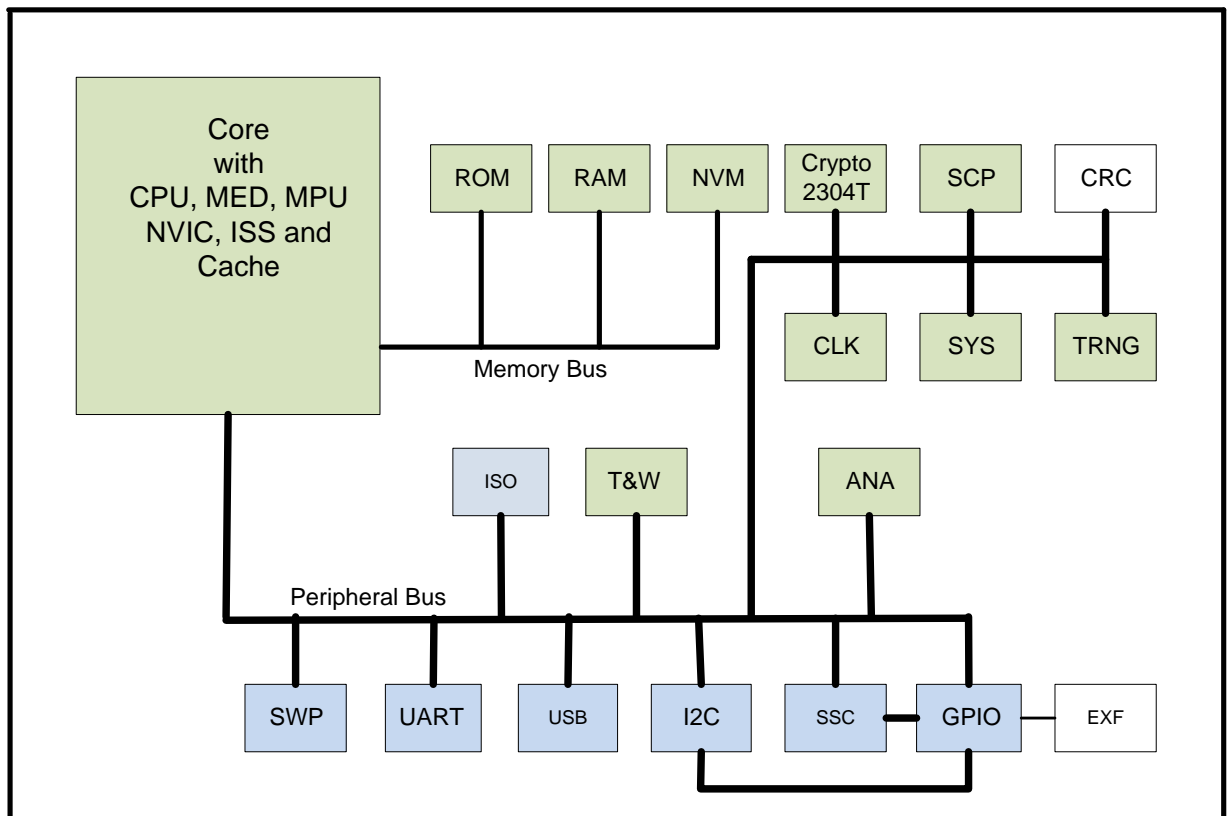 Core
with
CPU, MED, MPU
NVIC, ISS and
Cache
ROM
RAM
NVM
Crypto
2304T
SCP
CRC
Memory Bus
CLK
SYS
TRNG
ISO
T&W
ANA
Peripheral Bus
SWP
UART
USB
I2C
SSC
GPIO
EXF